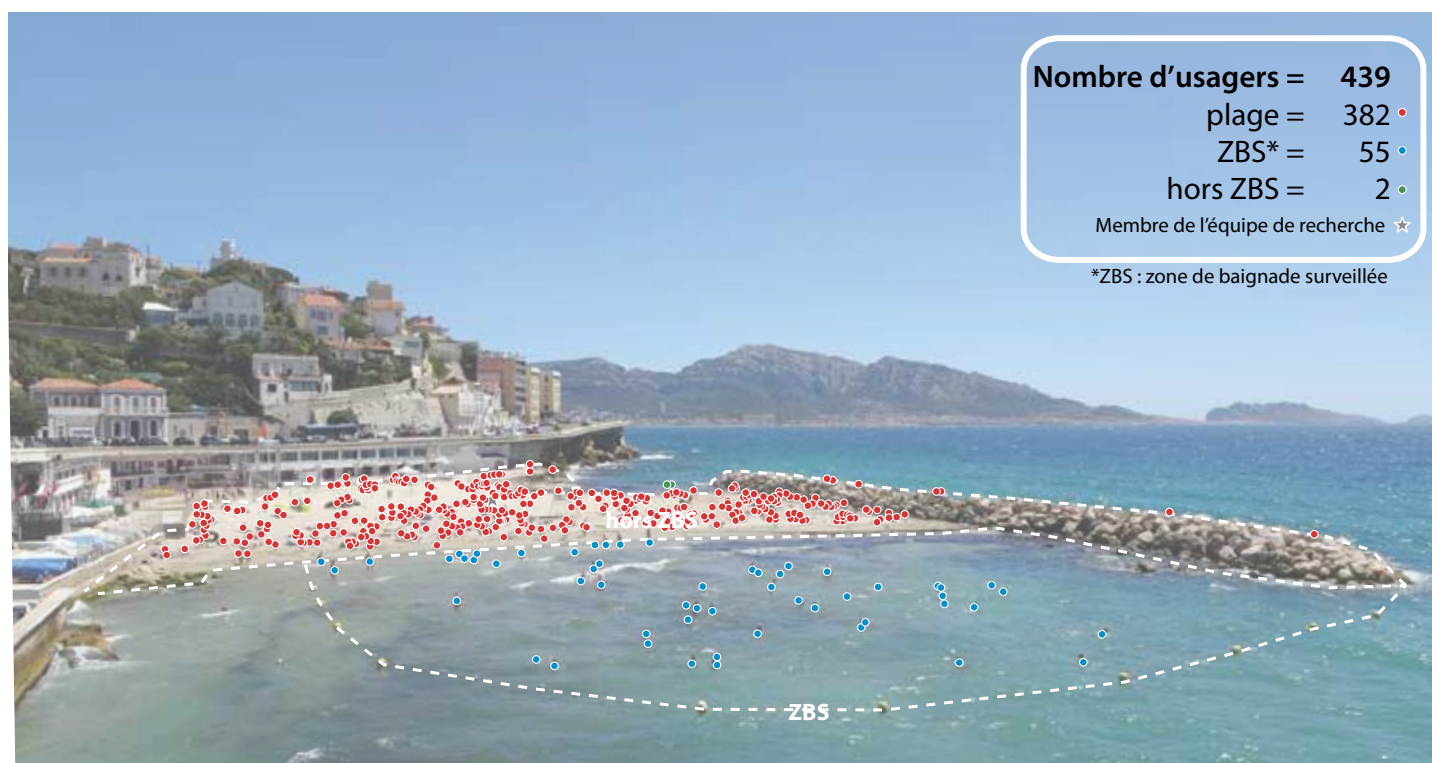 Nombre d’usagers = 439
plage = 382
ZBS* = 55
hors ZBS = 2
Membre de l’équipe de recherche
*ZBS : zone de baignade surveillée
hors ZBS
ZBS